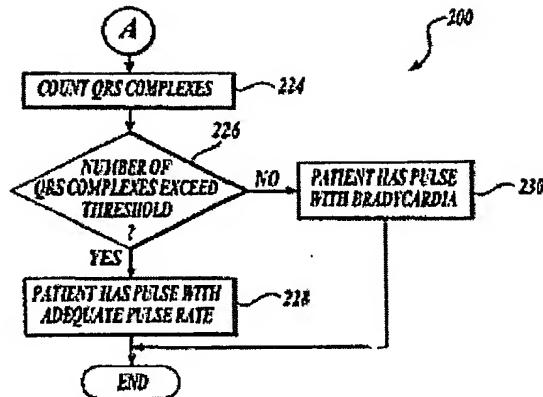 A
200
COUNT QRS COMPLEXES
224
226
NUMBER OF
QRS COMPLEXES EXCEED
THRESHOLD
?
NO
PATIENT HAS PULSE
WITH BRADYCARDIA
230
YES
PATIENT HAS PULSE WITH
ADEQUATE PULSE RATE
228
END